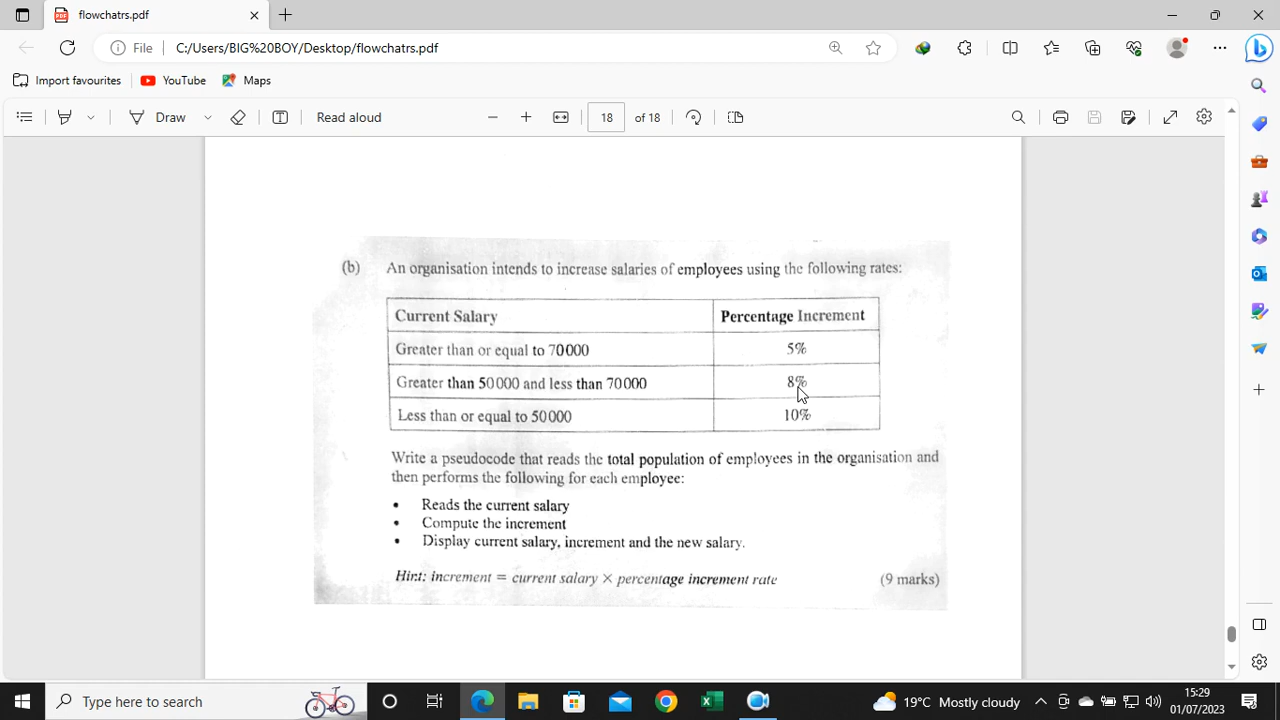 flowchatrs.pdf
File C:/Users/BIG%20BOY/Desktop/flowchatrs.pdf
Import favourites YouTube Maps
Draw Read aloud 18 of 18
(b) An organisation intends to increase salaries of employees using the following rates:
Current Salary Percentage Increment
Greater than or equal to 70000 5%
Greater than 50000 and less than 70000 8%
Less than or equal to 50000 10%
Write a pseudocode that reads the total population of employees in the organisation and
then performs the following for each employee:
• Reads the current salary
• Compute the increment
• Display current salary, increment and the new salary.
Hint: increment = current salary × percentage increment rate (9 marks)
Type here to search 19°C Mostly cloudy 15:29
01/07/2023